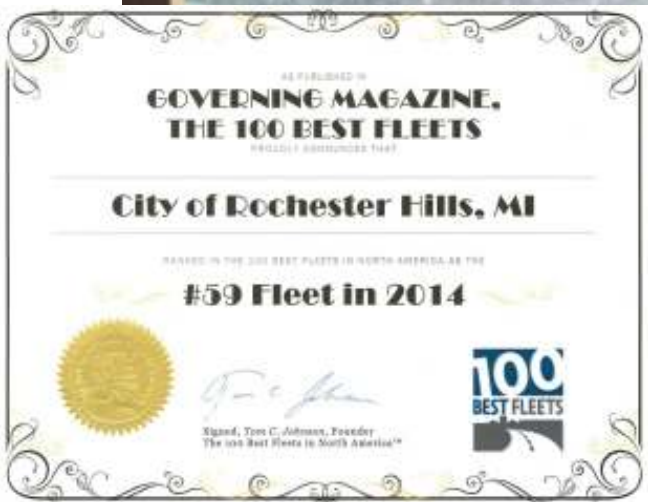 AS PUBLISHED IN
GOVERNING MAGAZINE,
THE 100 BEST FLEETS
PROUDLY ANNOUNCES THAT
City of Rochester Hills, MI
RANKED IN THE 100 BEST FLEETS IN NORTH AMERICA AS THE
#59 Fleet in 2014
Signed, Tom C. Johnson, Founder
The 100 Best Fleets in North America™
100
BEST FLEETS